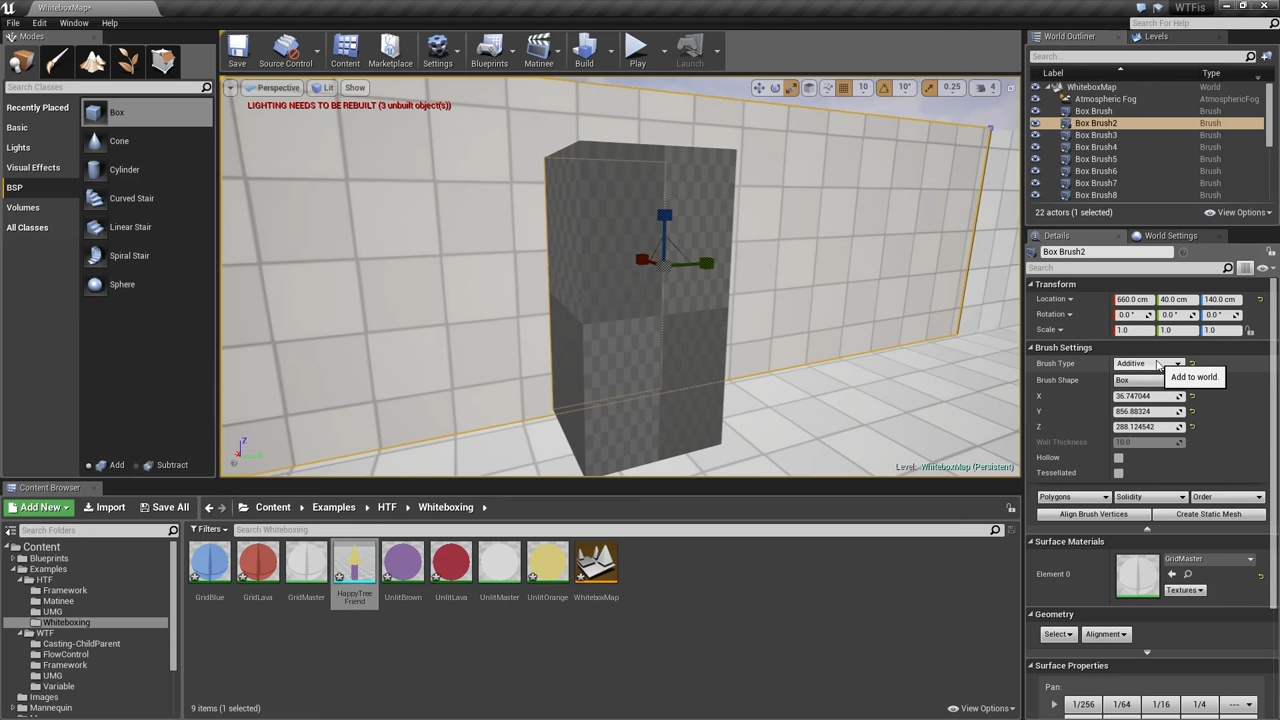 WhiteboxMap*
WTFis
File Edit Window Help
Search For Help
Modes
Search Classes
Recently Placed
Basic
Lights
Visual Effects
BSP
Volumes
All Classes
Box
Cone
Cylinder
Curved Stair
Linear Stair
Spiral Stair
Sphere
Add Subtract
Save Source Control Content Marketplace Settings Blueprints Matinee Build Play Launch
Perspective Lit Show
10 10° 0.25 4
LIGHTING NEEDS TO BE REBUILT (3 unbuilt object(s))
Z
Level: WhiteboxMap (Persistent)
World Outliner Levels
Search...
Label Type
WhiteboxMap World
Atmospheric Fog AtmosphericFog
Box Brush Brush
Box Brush2 Brush
Box Brush3 Brush
Box Brush4 Brush
Box Brush5 Brush
Box Brush6 Brush
Box Brush7 Brush
Box Brush8 Brush
22 actors (1 selected) View Options
Details World Settings
Box Brush2
Search
Transform
Location 660.0 cm 40.0 cm 140.0 cm
Rotation 0.0 ° 0.0 ° 0.0 °
Scale 1.0 1.0 1.0
Brush Settings
Brush Type Additive
Add to world.
Brush Shape Box
X 36.747044
Y 856.88324
Z 288.124542
Wall Thickness 10.0
Hollow
Tessellated
Polygons Solidity Order
Align Brush Vertices Create Static Mesh
Surface Materials
Element 0 GridMaster
Textures
Geometry
Select Alignment
Surface Properties
Pan:
1/256 1/64 1/16 1/4 ---
Content Browser
Add New Import Save All Content Examples HTF Whiteboxing
Search Folders
Filters Search Whiteboxing
Content
Blueprints
Examples
HTF
Framework
Matinee
UMG
Whiteboxing
WTF
Casting-ChildParent
FlowControl
Framework
UMG
Variable
Images
Mannequin
GridBlue GridLava GridMaster HappyTree Friend UnlitBrown UnlitLava UnlitMaster UnlitOrange WhiteboxMap
9 items (1 selected) View Options